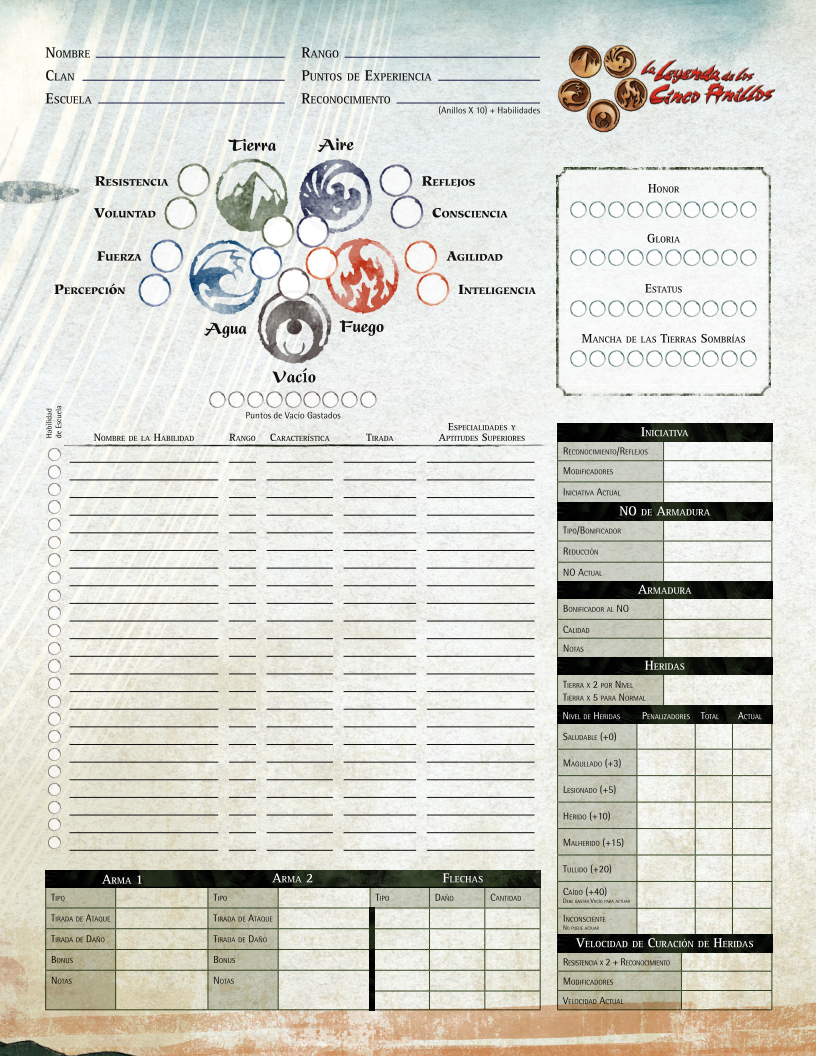 Nombre
Clan
Escuela
Rango
Puntos de Experiencia
Reconocimiento
(Anillos X 10) + Habilidades
La Leyenda de los
Cinco Anillos
Tierra
Aire
Resistencia
Voluntad
Reflejos
Consciencia
Fuerza
Percepción
Agilidad
Inteligencia
Agua
Fuego
Vacío
Puntos de Vacío Gastados
Honor
Gloria
Estatus
Mancha de las Tierras Sombrías
Habilidad
de Escuela
Nombre de la Habilidad
Rango
Característica
Tirada
Especialidades y
Aptitudes Superiores
Iniciativa
Reconocimiento/Reflejos
Modificadores
Iniciativa Actual
NO de Armadura
Tipo/Bonificador
Reducción
NO Actual
Armadura
Bonificador al NO
Calidad
Notas
Heridas
Tierra x 2 por Nivel
Tierra x 5 para Normal
Nivel de Heridas Penalizadores Total Actual
Saludable (+0)
Magullado (+3)
Lesionado (+5)
Herido (+10)
Malherido (+15)
Tullido (+20)
Caído (+40)
Debe gastar Vacío para actuar
Inconsciente
No puede actuar
Velocidad de Curación de Heridas
Resistencia x 2 + Reconocimiento
Modificadores
Velocidad Actual
Arma 1
Tipo
Tirada de Ataque
Tirada de Daño
Bonus
Notas
Arma 2
Tipo
Tirada de Ataque
Tirada de Daño
Bonus
Notas
Flechas
Tipo Daño Cantidad